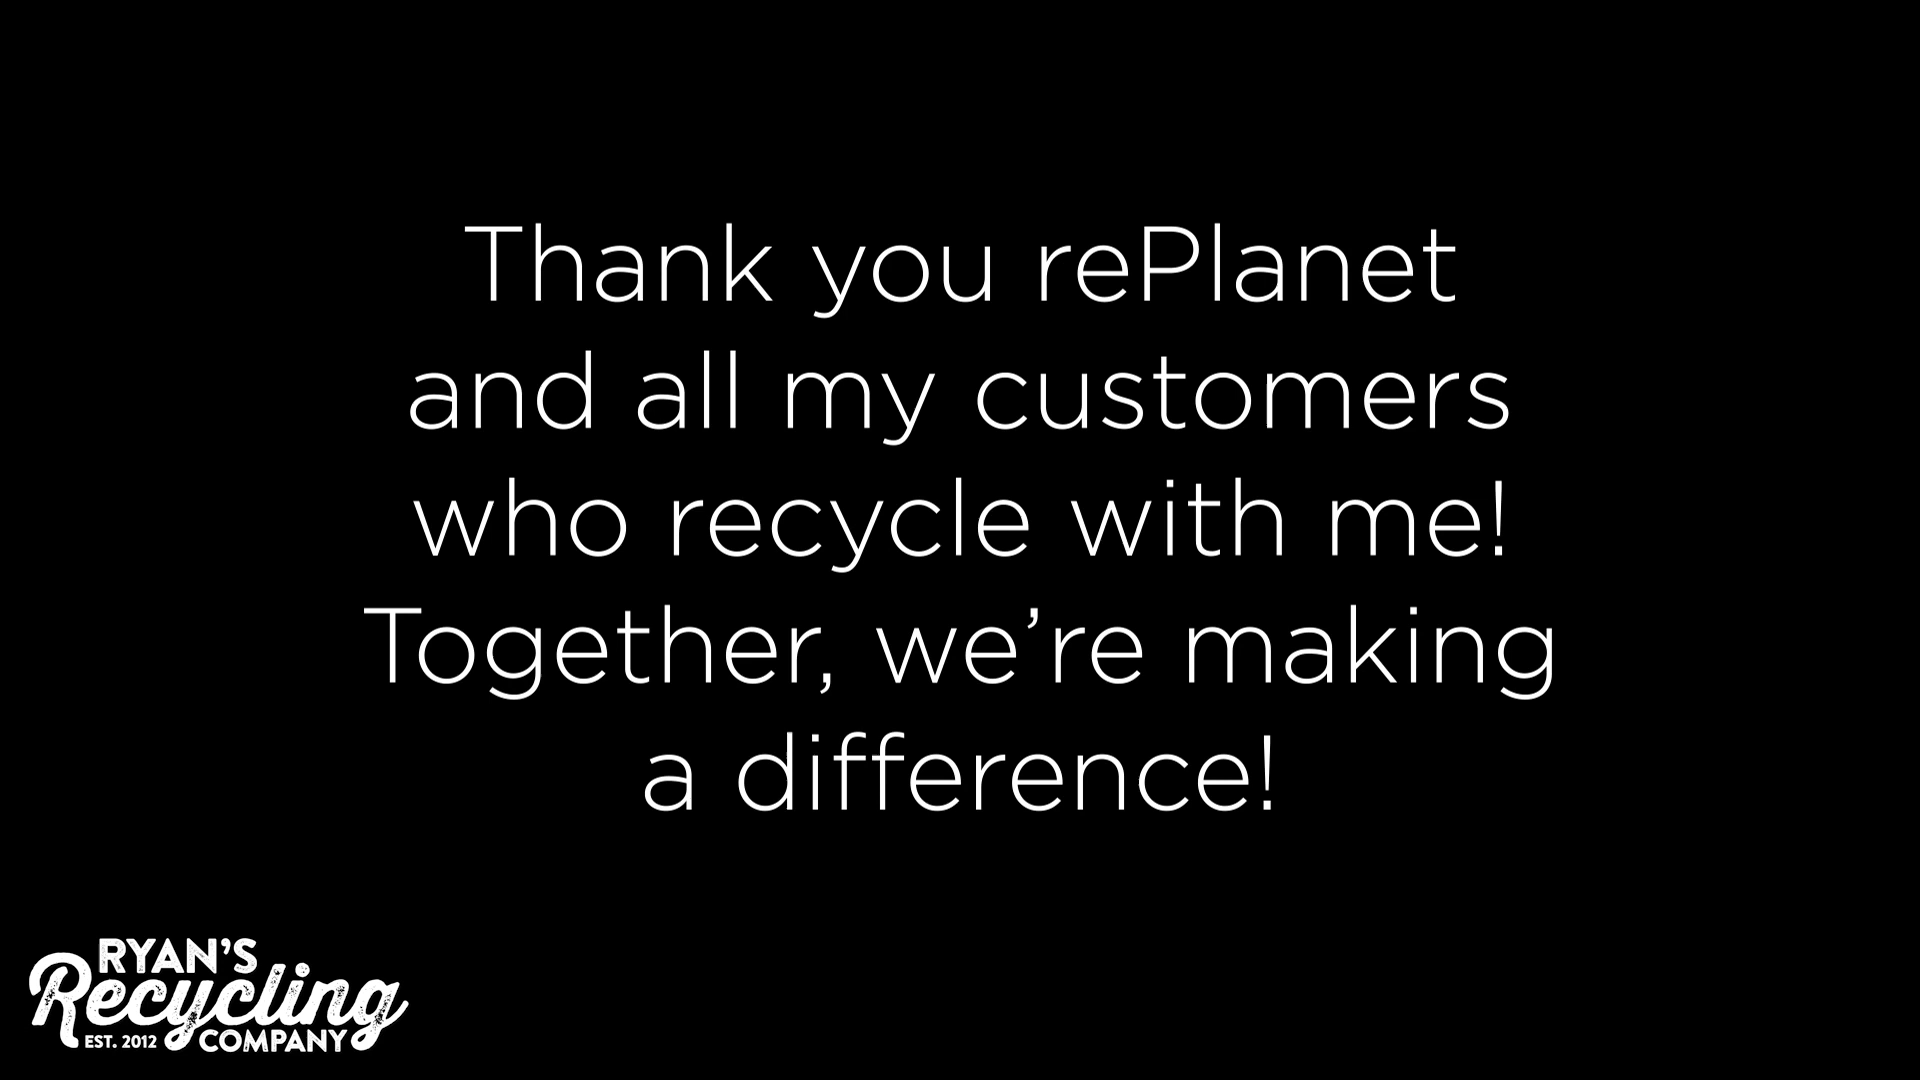 Thank you rePlanet
and all my customers
who recycle with me!
Together, we’re making
a difference!
RYAN'S
Recycling
EST. 2012 COMPANY